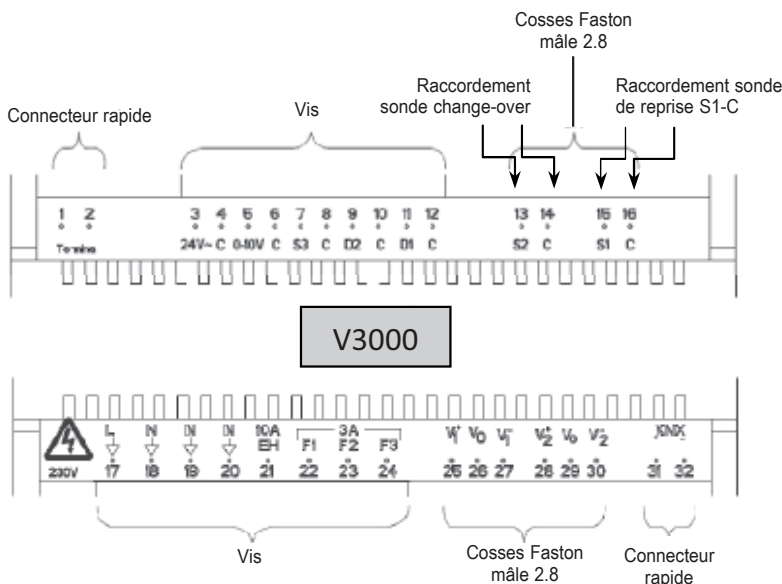 Cosses Faston
mâle 2.8
Raccordement
sonde change-over
Raccordement sonde
de reprise S1-C
Connecteur rapide
Vis
1 2 3 4 5 6 7 8 9 10 11 12 13 14 15 16
24V~ C 0-10V C S3 C D2 C D1 C S2 C S1 C
V3000
L N N N 10A 3A V1+ V0 V1- V2+ V0 V2- KNX
EH F1 F2 F3
230V 17 18 19 20 21 22 23 24 25 26 27 28 29 30 31 32
Vis
Cosses Faston
mâle 2.8
Connecteur
rapide